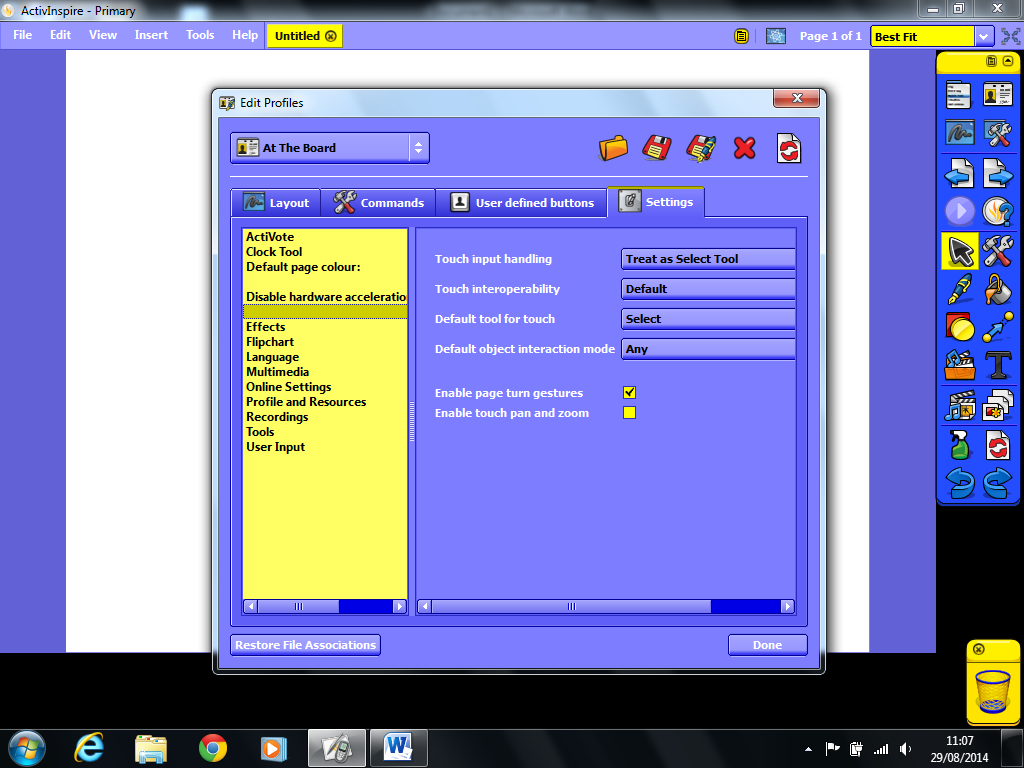 ActivInspire - Primary
File Edit View Insert Tools Help Untitled Page 1 of 1 Best Fit
Edit Profiles
At The Board
Layout Commands User defined buttons Settings
ActiVote
Clock Tool
Default page colour:
Disable hardware acceleratio
Effects
Flipchart
Language
Multimedia
Online Settings
Profile and Resources
Recordings
Tools
User Input
Touch input handling Treat as Select Tool
Touch interoperability Default
Default tool for touch Select
Default object interaction mode Any
Enable page turn gestures
Enable touch pan and zoom
Restore File Associations Done
11:07
29/08/2014